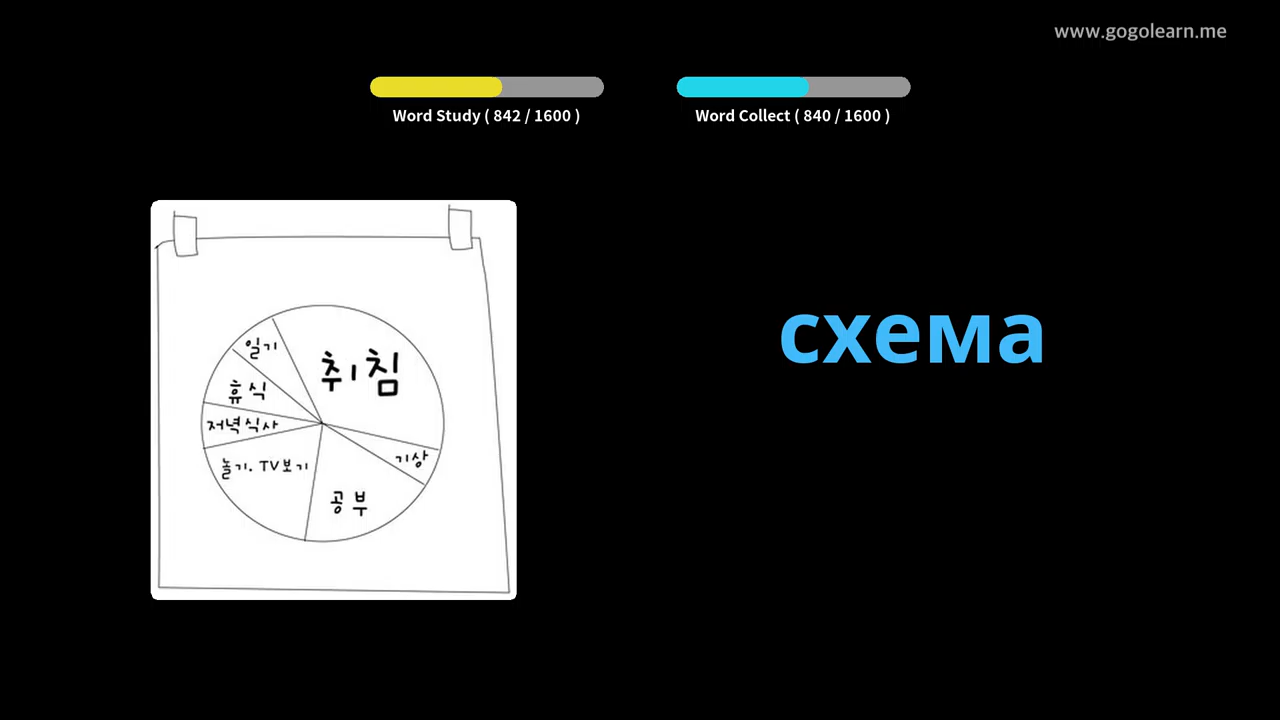 www.gogolearn.me
Word Study ( 842 / 1600 )
Word Collect ( 840 / 1600 )
схема
일기
취침
휴식
저녁식사
기상
놀기. TV보기
공부